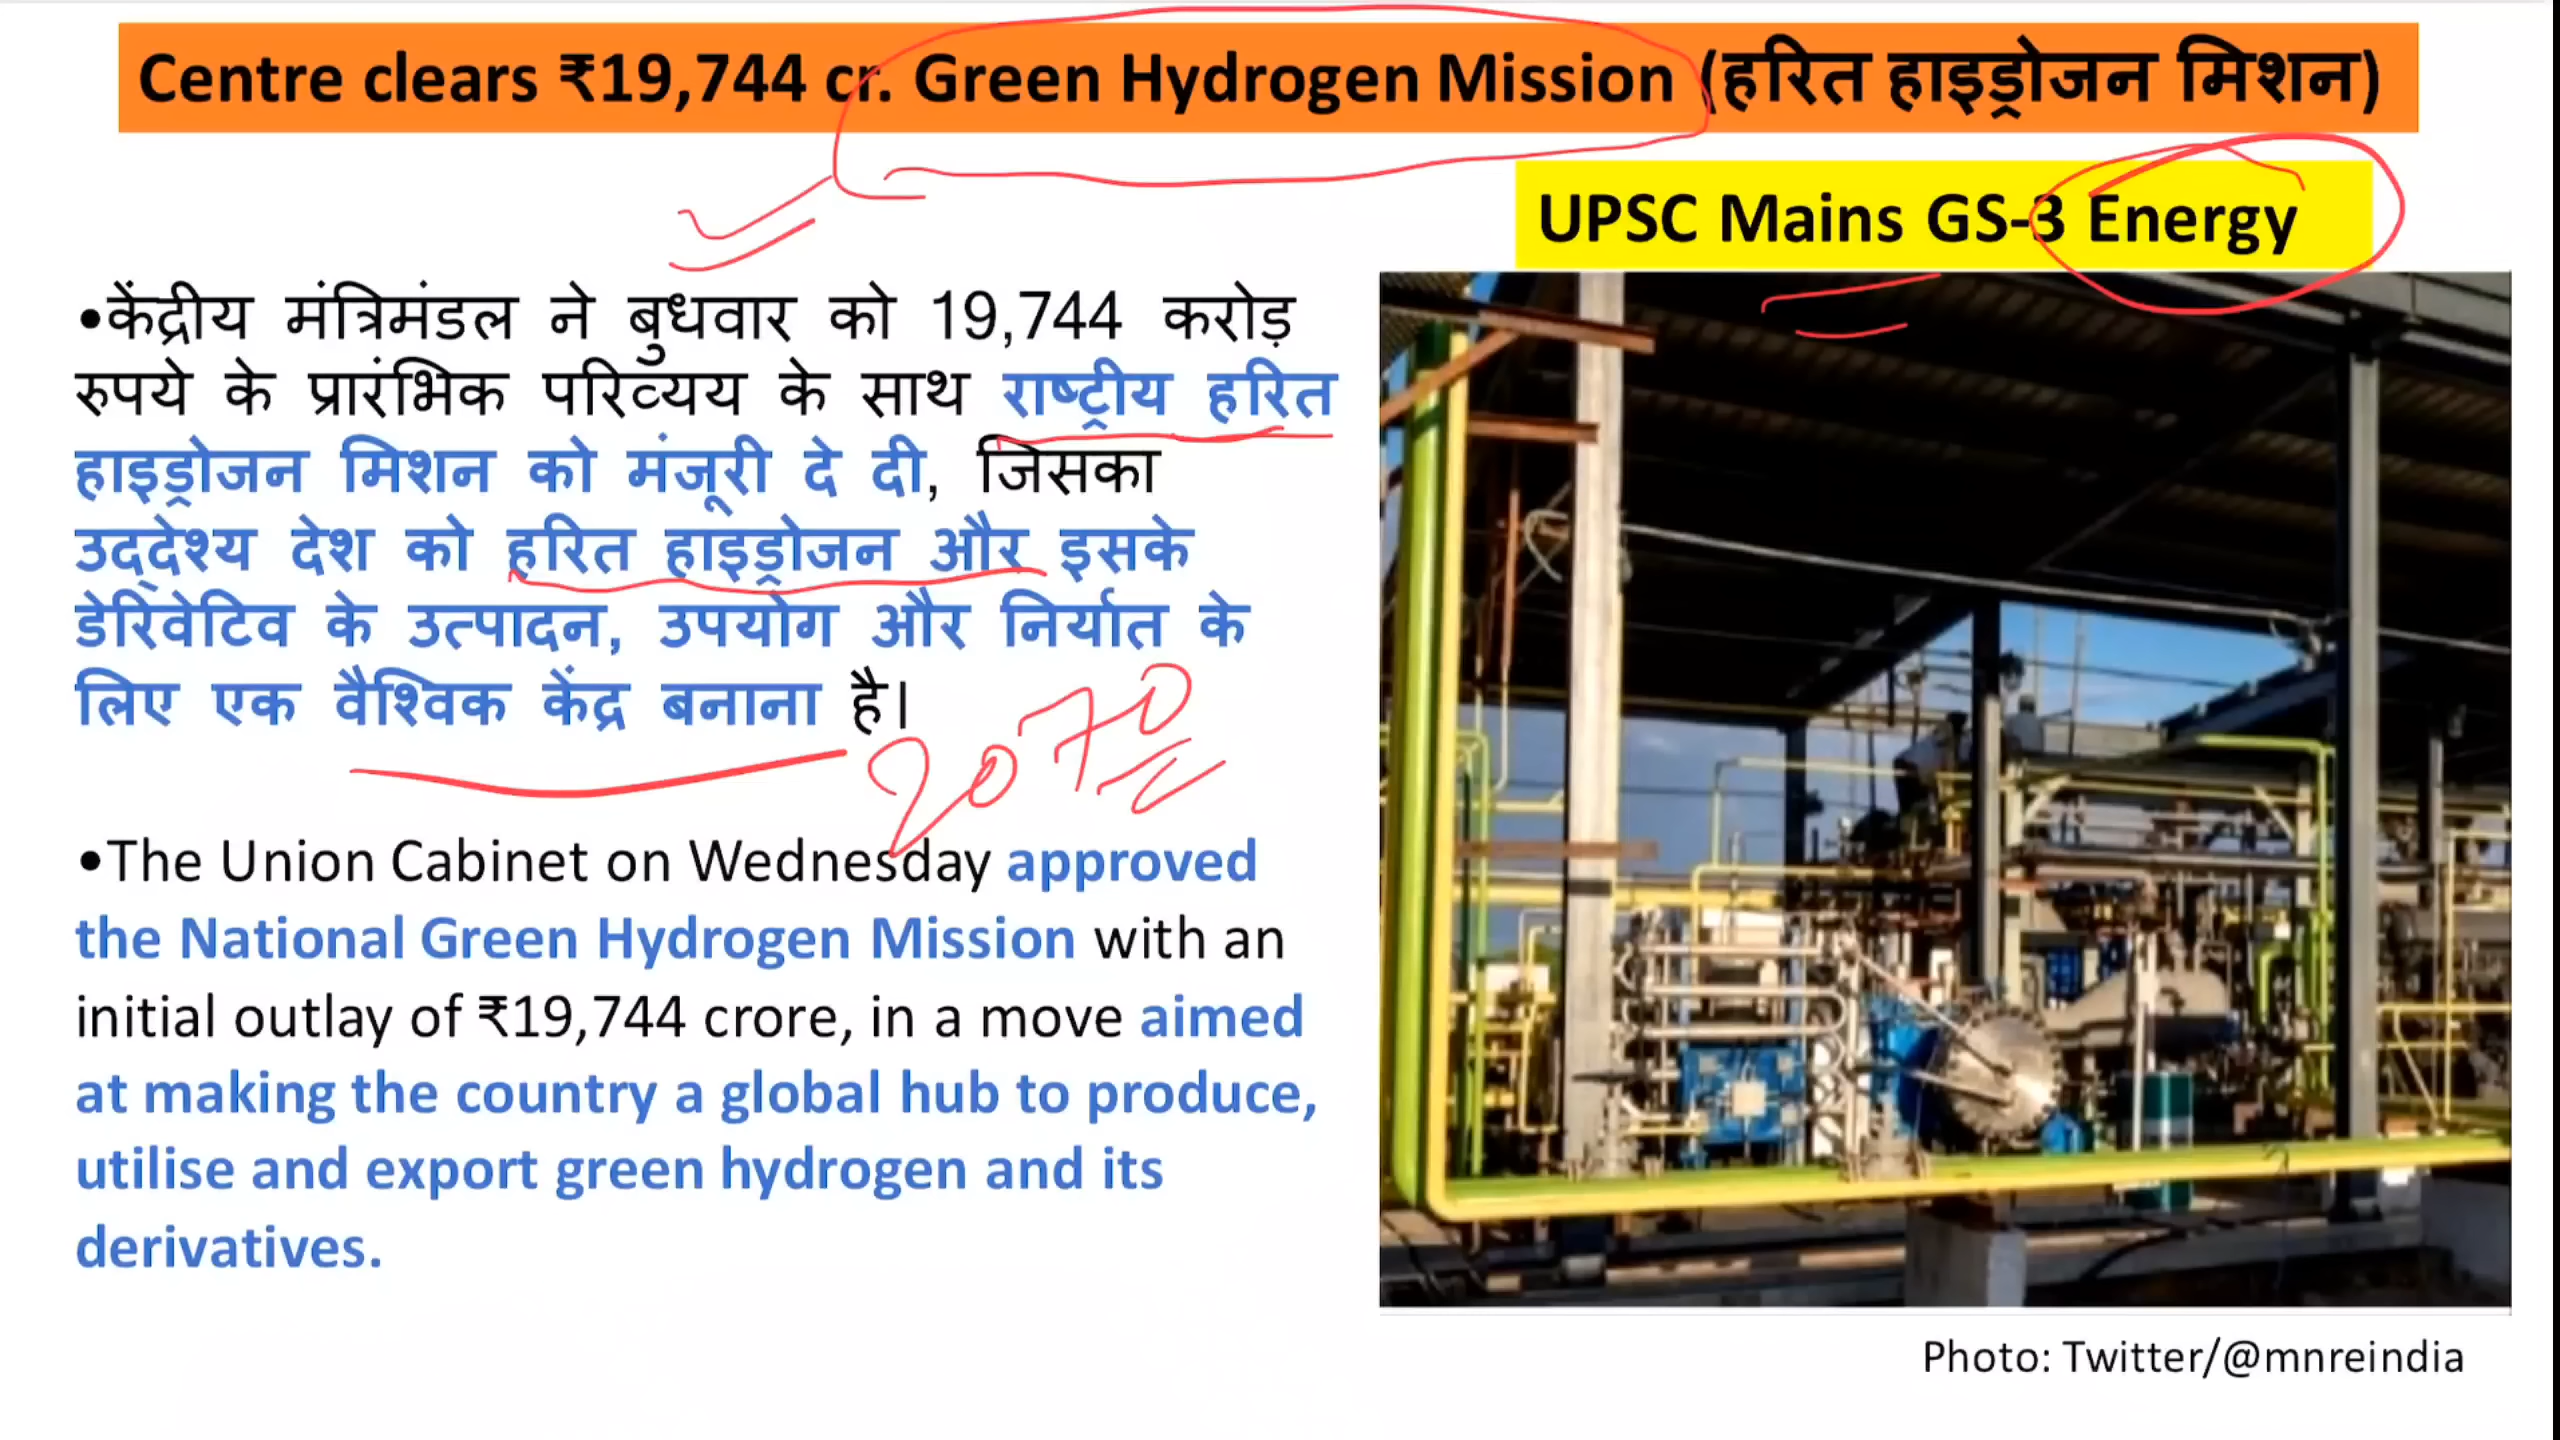 Centre clears ₹19,744 cr. Green Hydrogen Mission (हरित हाइड्रोजन मिशन)
UPSC Mains GS-3 Energy
•केंद्रीय मंत्रिमंडल ने बुधवार को 19,744 करोड़
रुपये के प्रारंभिक परिव्यय के साथ राष्ट्रीय हरित
हाइड्रोजन मिशन को मंजूरी दे दी, जिसका
उद्देश्य देश को हरित हाइड्रोजन और इसके
डेरिवेटिव के उत्पादन, उपयोग और निर्यात के
लिए एक वैश्विक केंद्र बनाना है।
2070
•The Union Cabinet on Wednesday approved
the National Green Hydrogen Mission with an
initial outlay of ₹19,744 crore, in a move aimed
at making the country a global hub to produce,
utilise and export green hydrogen and its
derivatives.
Photo: Twitter/@mnreindia